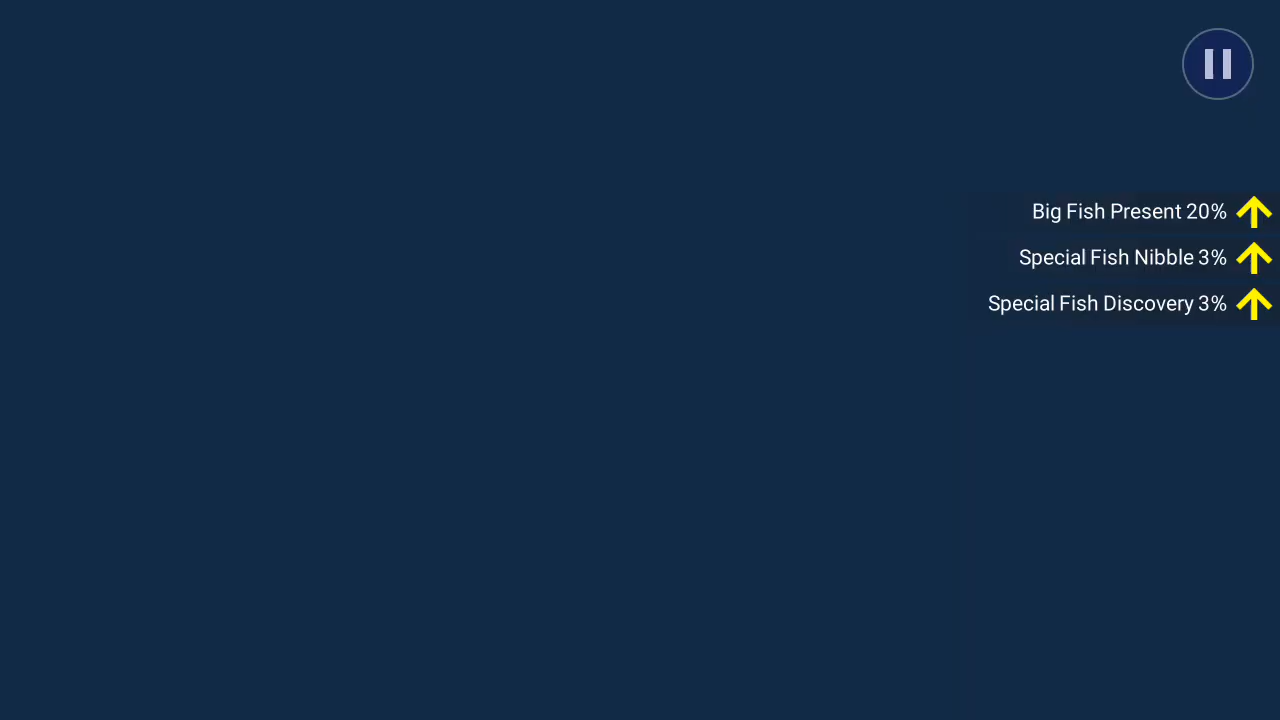 Big Fish Present 20%
Special Fish Nibble 3%
Special Fish Discovery 3%